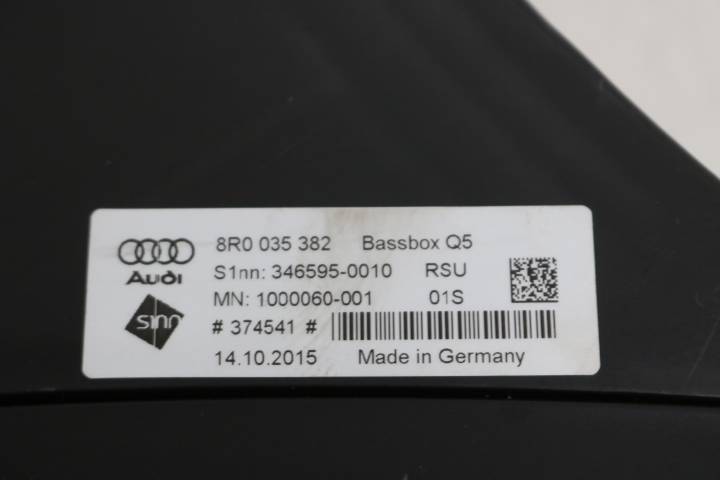 8R0 035 382 Bassbox Q5
Audi S1nn: 346595-0010 RSU
MN: 1000060-001 01S
S1nn # 374541 #
14.10.2015 Made in Germany